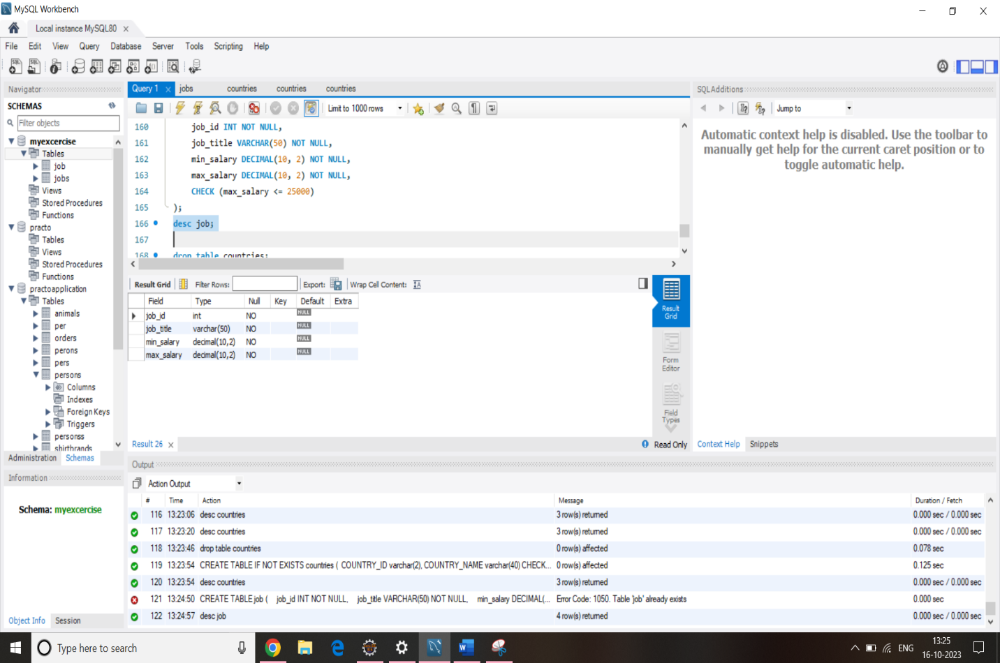 MySQL Workbench
Local instance MySQL80
File Edit View Query Database Server Tools Scripting Help
Navigator
SCHEMAS
Filter objects
myexcercise
Tables
job
jobs
Views
Stored Procedures
Functions
practo
Tables
Views
Stored Procedures
Functions
practoapplication
Tables
animals
per
orders
perons
pers
persons
Columns
Indexes
Foreign Keys
Triggers
personss
shirtbrands
Administration Schemas
Information
Schema: myexcercise
Object Info Session
Query 1 jobs countries countries countries
Limit to 1000 rows
160 job_id INT NOT NULL,
161 job_title VARCHAR(50) NOT NULL,
162 min_salary DECIMAL(10, 2) NOT NULL,
163 max_salary DECIMAL(10, 2) NOT NULL,
164 CHECK (max_salary <= 25000)
165 );
166 desc job;
167
168 drop table countries;
Result Grid Filter Rows: Export: Wrap Cell Content:
Field Type Null Key Default Extra
job_id int NO NULL
job_title varchar(50) NO NULL
min_salary decimal(10,2) NO NULL
max_salary decimal(10,2) NO NULL
Result
Grid
Form
Editor
Field
Types
Result 26 Read Only
SQLAdditions
Jump to
Automatic context help is disabled. Use the toolbar to
manually get help for the current caret position or to
toggle automatic help.
Context Help Snippets
Output
Action Output
# Time Action Message Duration / Fetch
116 13:23:06 desc countries 3 row(s) returned 0.000 sec / 0.000 sec
117 13:23:20 desc countries 3 row(s) returned 0.000 sec / 0.000 sec
118 13:23:46 drop table countries 0 row(s) affected 0.078 sec
119 13:23:54 CREATE TABLE IF NOT EXISTS countries ( COUNTRY_ID varchar(2), COUNTRY_NAME varchar(40) CHECK... 0 row(s) affected 0.125 sec
120 13:23:54 desc countries 3 row(s) returned 0.000 sec / 0.000 sec
121 13:24:50 CREATE TABLE job ( job_id INT NOT NULL, job_title VARCHAR(50) NOT NULL, min_salary DECIMAL(... Error Code: 1050. Table 'job' already exists 0.000 sec
122 13:24:57 desc job 4 row(s) returned 0.000 sec / 0.000 sec
Type here to search
ENG
13:25
16-10-2023